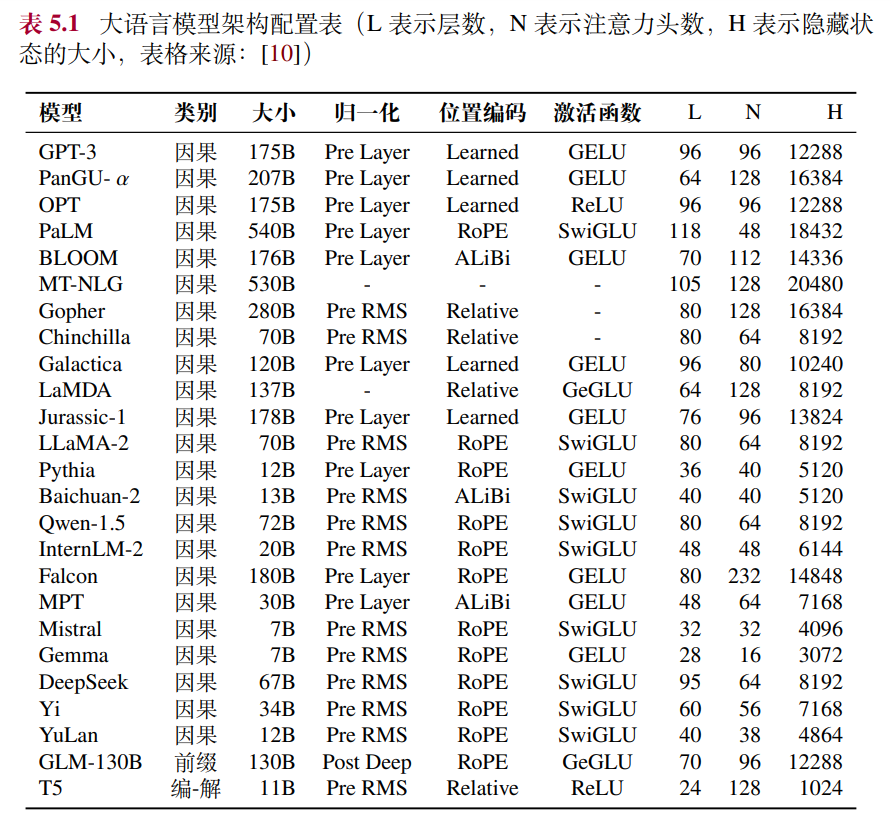 表 5.1 大语言模型架构配置表（L 表示层数，N 表示注意力头数，H 表示隐藏状
态的大小，表格来源：[10]）
模型 类别 大小 归一化 位置编码 激活函数 L N H
GPT-3 因果 175B Pre Layer Learned GELU 96 96 12288
PanGU- α 因果 207B Pre Layer Learned GELU 64 128 16384
OPT 因果 175B Pre Layer Learned ReLU 96 96 12288
PaLM 因果 540B Pre Layer RoPE SwiGLU 118 48 18432
BLOOM 因果 176B Pre Layer ALiBi GELU 70 112 14336
MT-NLG 因果 530B - - - 105 128 20480
Gopher 因果 280B Pre RMS Relative - 80 128 16384
Chinchilla 因果 70B Pre RMS Relative - 80 64 8192
Galactica 因果 120B Pre Layer Learned GELU 96 80 10240
LaMDA 因果 137B - Relative GeGLU 64 128 8192
Jurassic-1 因果 178B Pre Layer Learned GELU 76 96 13824
LLaMA-2 因果 70B Pre RMS RoPE SwiGLU 80 64 8192
Pythia 因果 12B Pre Layer RoPE GELU 36 40 5120
Baichuan-2 因果 13B Pre RMS ALiBi SwiGLU 40 40 5120
Qwen-1.5 因果 72B Pre RMS RoPE SwiGLU 80 64 8192
InternLM-2 因果 20B Pre RMS RoPE SwiGLU 48 48 6144
Falcon 因果 180B Pre Layer RoPE GELU 80 232 14848
MPT 因果 30B Pre Layer ALiBi GELU 48 64 7168
Mistral 因果 7B Pre RMS RoPE SwiGLU 32 32 4096
Gemma 因果 7B Pre RMS RoPE GELU 28 16 3072
DeepSeek 因果 67B Pre RMS RoPE SwiGLU 95 64 8192
Yi 因果 34B Pre RMS RoPE SwiGLU 60 56 7168
YuLan 因果 12B Pre RMS RoPE SwiGLU 40 38 4864
GLM-130B 前缀 130B Post Deep RoPE GeGLU 70 96 12288
T5 编-解 11B Pre RMS Relative ReLU 24 128 1024